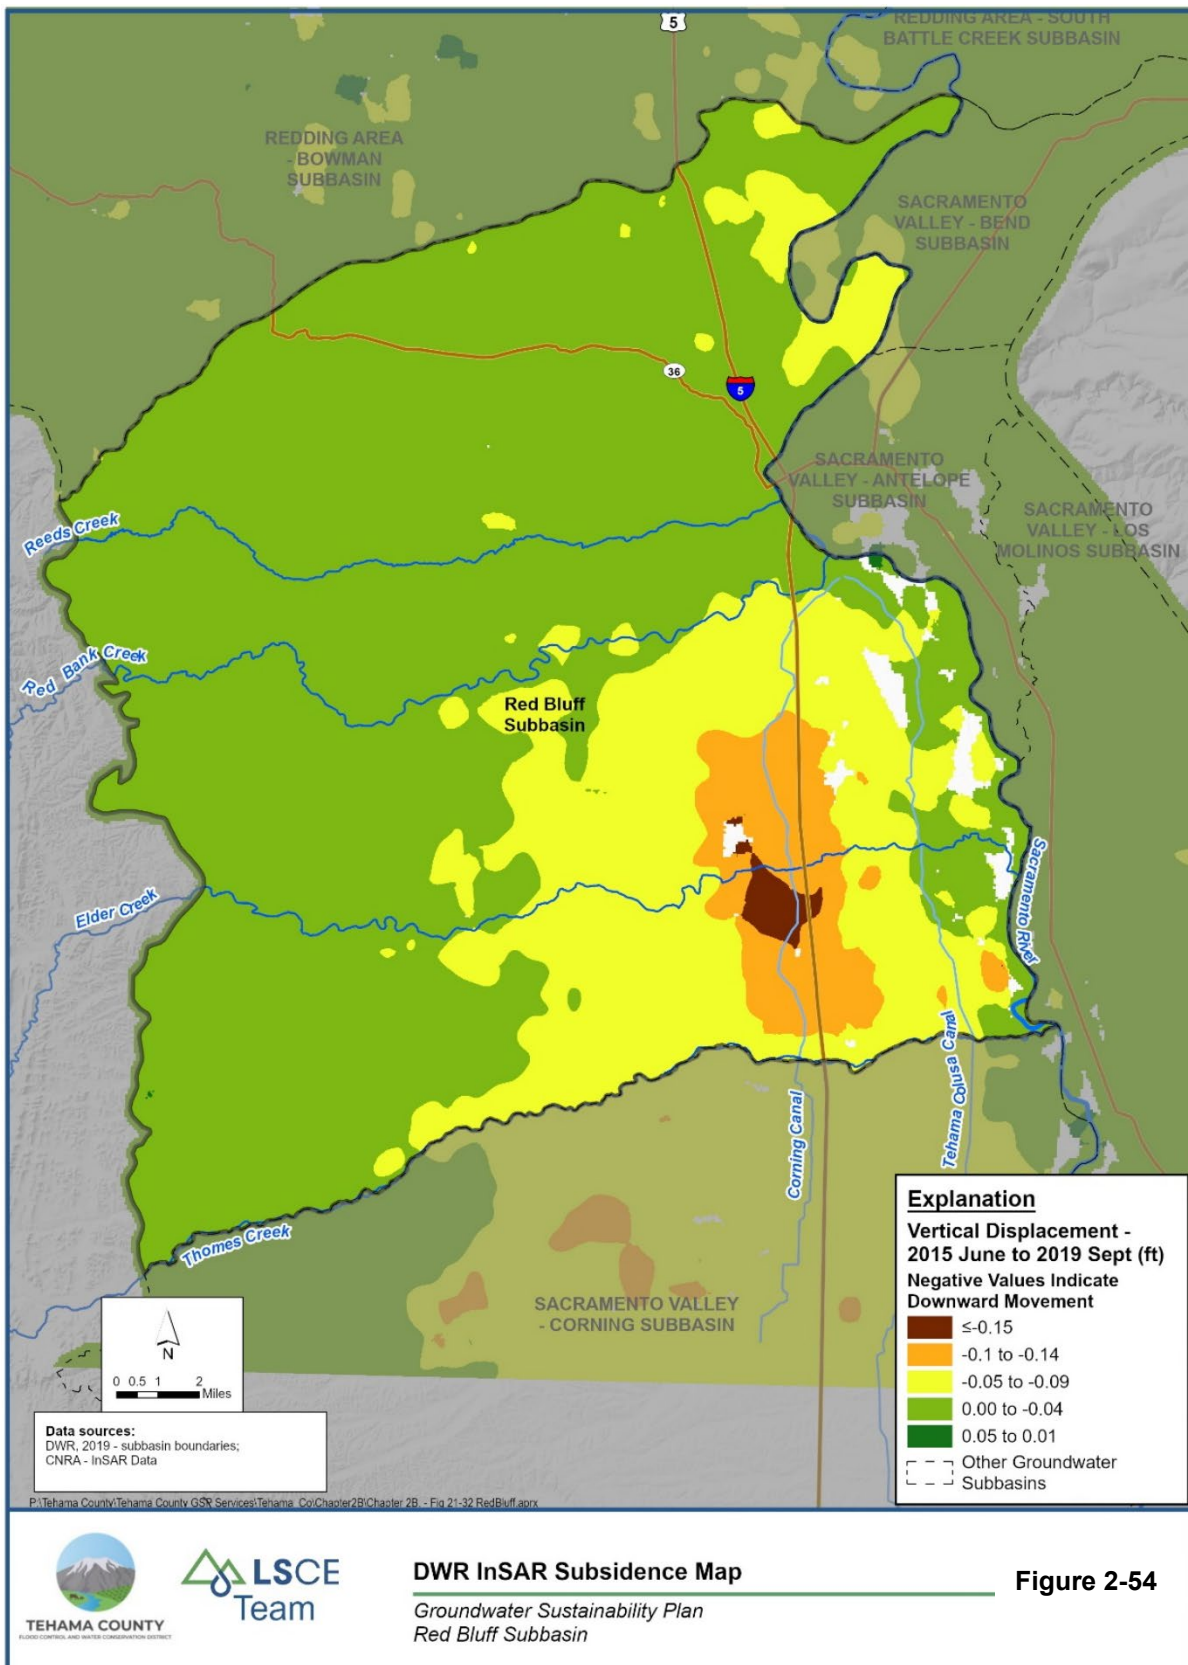 5
REDDING AREA - SOUTH
BATTLE CREEK SUBBASIN
REDDING AREA
- BOWMAN
SUBBASIN
SACRAMENTO
VALLEY - BEND
SUBBASIN
36
5
SACRAMENTO
VALLEY - ANTELOPE
SUBBASIN
SACRAMENTO
VALLEY - LOS
MOLINOS SUBBASIN
Reeds Creek
Red Bank Creek
Red Bluff
Subbasin
Elder Creek
Sacramento River
Corning Canal
Tehama Colusa Canal
Thomes Creek
SACRAMENTO VALLEY
- CORNING SUBBASIN
N
0 0.5 1 2
Miles
Data sources:
DWR, 2019 - subbasin boundaries;
CNRA - InSAR Data
P:\Tehama County\Tehama County GSP Services\Tehama_Co\Chapter2B\Chapter 2B. - Fig 21-32 RedBluff.aprx
Explanation
Vertical Displacement -
2015 June to 2019 Sept (ft)
Negative Values Indicate
Downward Movement
≤-0.15
-0.1 to -0.14
-0.05 to -0.09
0.00 to -0.04
0.05 to 0.01
Other Groundwater
Subbasins
TEHAMA COUNTY
FLOOD CONTROL AND WATER CONSERVATION DISTRICT
LSCE
Team
DWR InSAR Subsidence Map
Groundwater Sustainability Plan
Red Bluff Subbasin
Figure 2-54